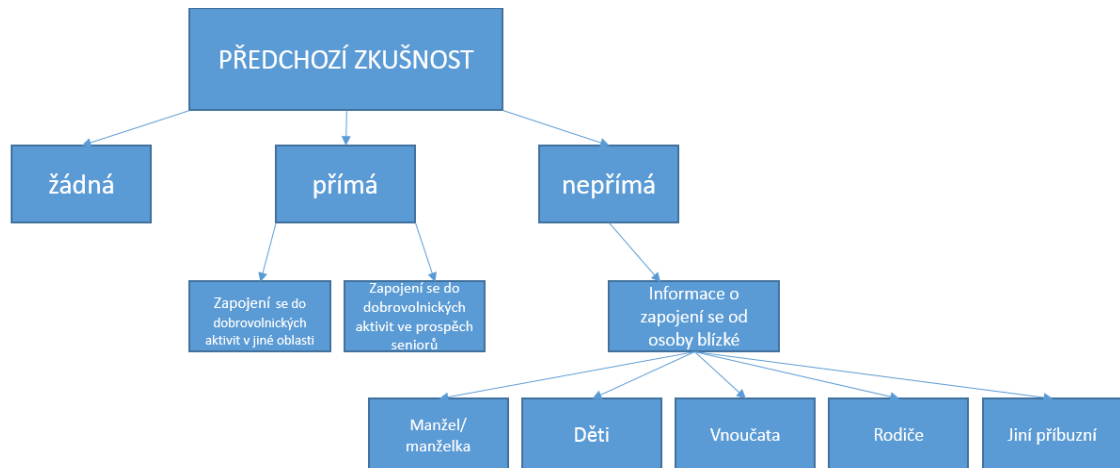 PŘEDCHOZÍ ZKUŠNOST
žádná
přímá
nepřímá
Zapojení se do
dobrovolnických
aktivit v jiné oblasti
Zapojení se do
dobrovolnických
aktivit ve prospěch
seniorů
Informace o
zapojení se od
osoby blízké
Manžel/
manželka
Děti
Vnoučata
Rodiče
Jiní příbuzní